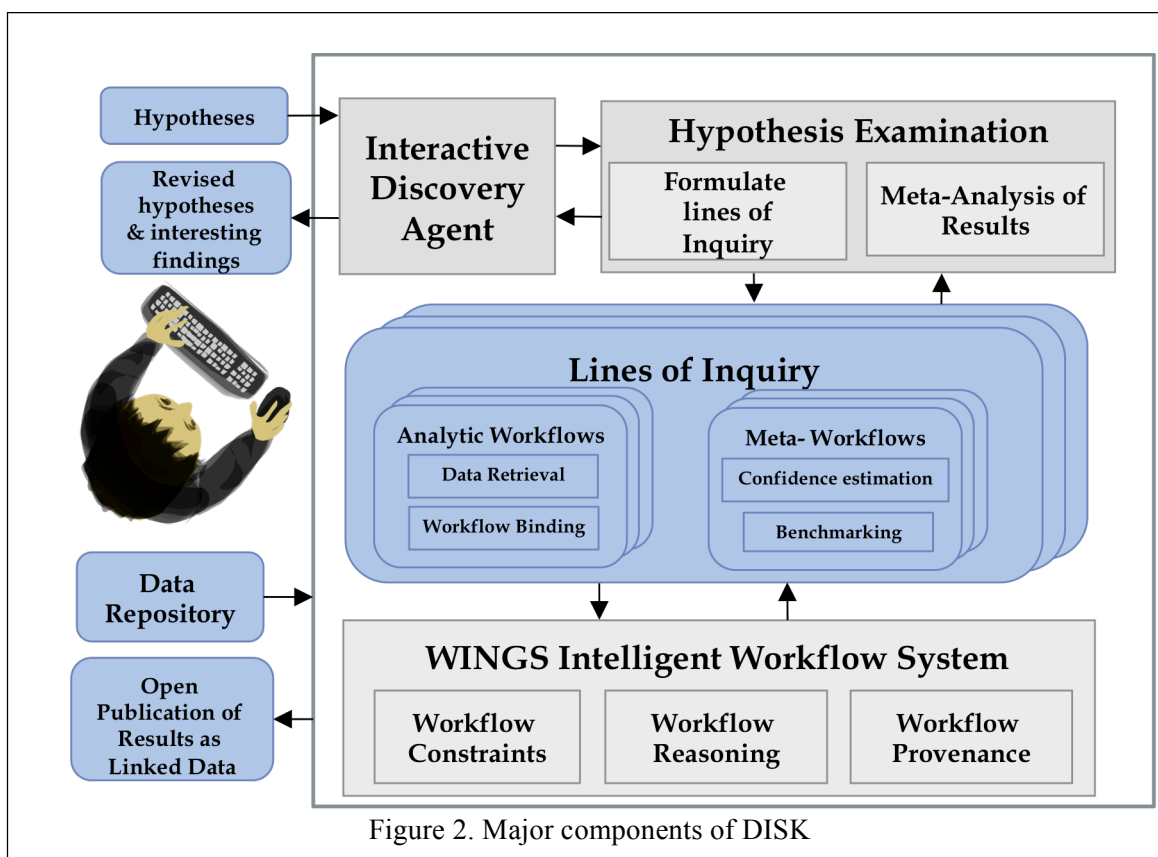 Hypotheses
Revised
hypotheses
& interesting
findings
Interactive
Discovery
Agent
Hypothesis Examination
Formulate
lines of
Inquiry
Meta-Analysis of
Results
Lines of Inquiry
Analytic Workflows
Data Retrieval
Workflow Binding
Meta- Workflows
Confidence estimation
Benchmarking
Data
Repository
Open
Publication of
Results as
Linked Data
WINGS Intelligent Workflow System
Workflow
Constraints
Workflow
Reasoning
Workflow
Provenance
Figure 2. Major components of DISK